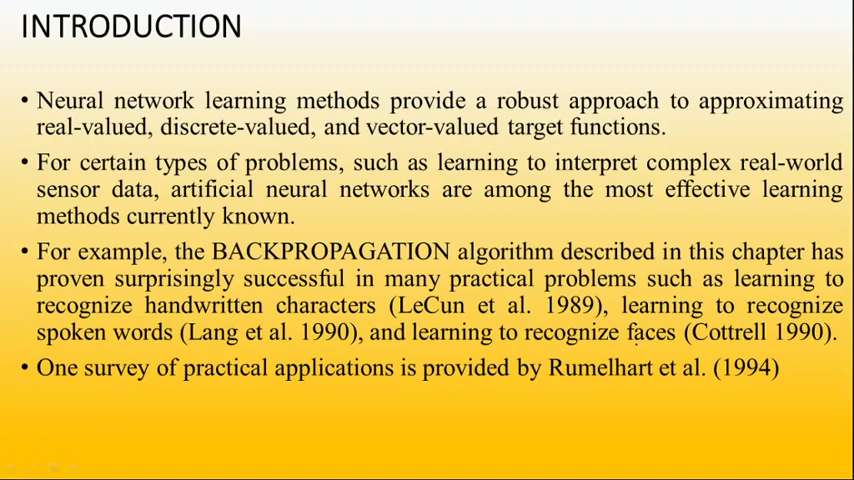 INTRODUCTION
• Neural network learning methods provide a robust approach to approximating
real-valued, discrete-valued, and vector-valued target functions.
• For certain types of problems, such as learning to interpret complex real-world
sensor data, artificial neural networks are among the most effective learning
methods currently known.
• For example, the BACKPROPAGATION algorithm described in this chapter has
proven surprisingly successful in many practical problems such as learning to
recognize handwritten characters (LeCun et al. 1989), learning to recognize
spoken words (Lang et al. 1990), and learning to recognize faces (Cottrell 1990).
• One survey of practical applications is provided by Rumelhart et al. (1994)